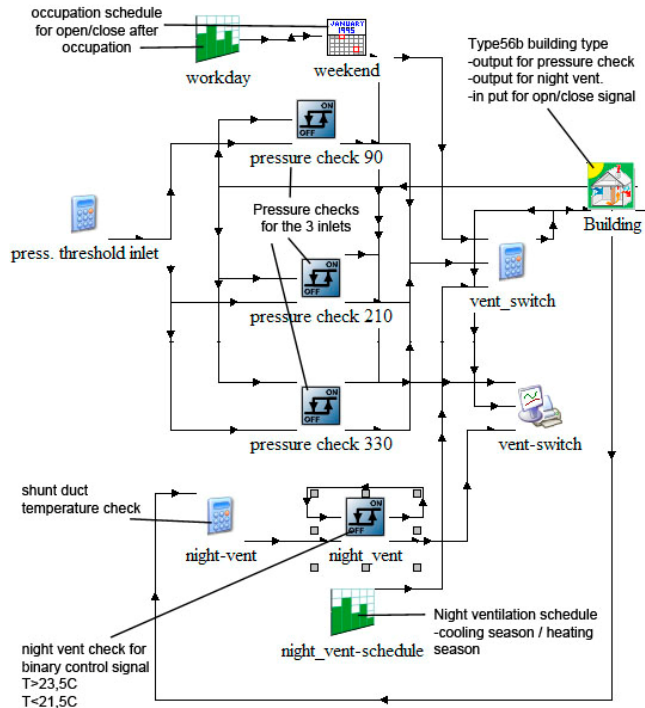 occupation schedule
for open/close after
occupation
JANUARY
1995
workday
weekend
Type56b building type
-output for pressure check
-output for night vent.
-in put for opn/close signal
ON
OFF
pressure check 90
Building
press. threshold inlet
Pressure checks
for the 3 inlets
ON
OFF
pressure check 210
vent_switch
ON
OFF
pressure check 330
vent-switch
shunt duct
temperature check
night-vent
ON
OFF
night_vent
night_vent-schedule
Night ventilation schedule
-cooling season / heating
season
night vent check for
binary control signal
T>23,5C
T<21,5C